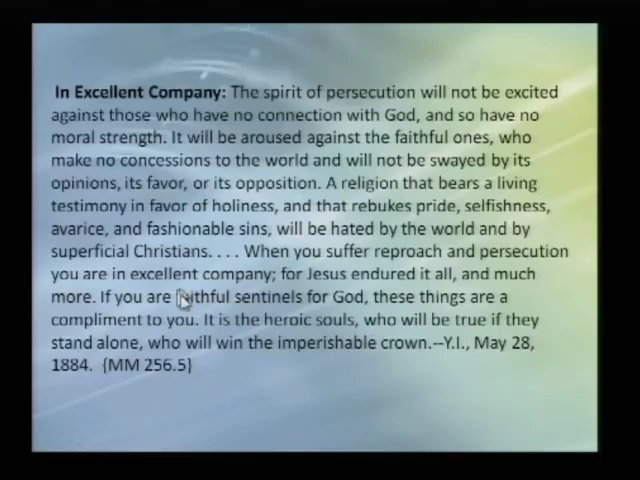 In Excellent Company: The spirit of persecution will not be excited
against those who have no connection with God, and so have no
moral strength. It will be aroused against the faithful ones, who
make no concessions to the world and will not be swayed by its
opinions, its favor, or its opposition. A religion that bears a living
testimony in favor of holiness, and that rebukes pride, selfishness,
avarice, and fashionable sins, will be hated by the world and by
superficial Christians. . . . When you suffer reproach and persecution
you are in excellent company; for Jesus endured it all, and much
more. If you are faithful sentinels for God, these things are a
compliment to you. It is the heroic souls, who will be true if they
stand alone, who will win the imperishable crown.--Y.I., May 28,
1884. {MM 256.5}